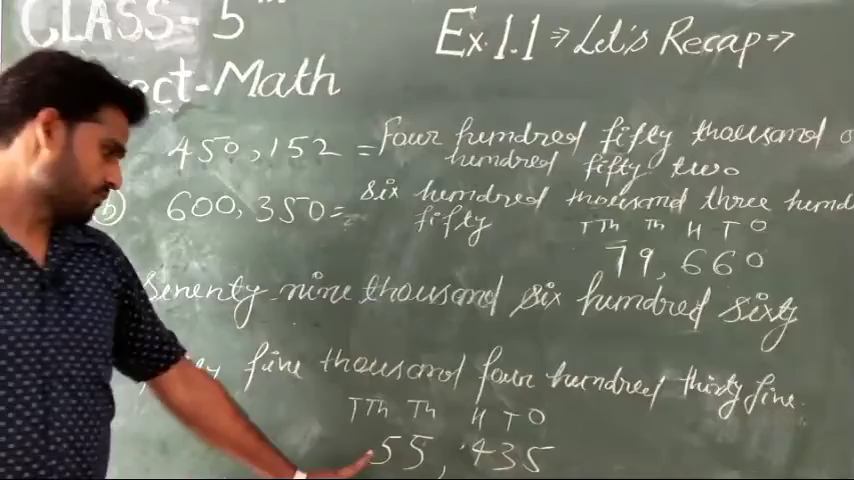 CLASS- 5
Ex. 1.1 ⇒ Let's Recap ⇒
ect-Math
450,152 = Four hundred fifity thousand
hundred fifty two
b) 600,350 = six hundred thousand three hund
fifty
TTh Th H T O
79,660
Seventy nine thousand six hundred sixty
five thousand four hundred thirty five.
TTh Th H T O
55,435